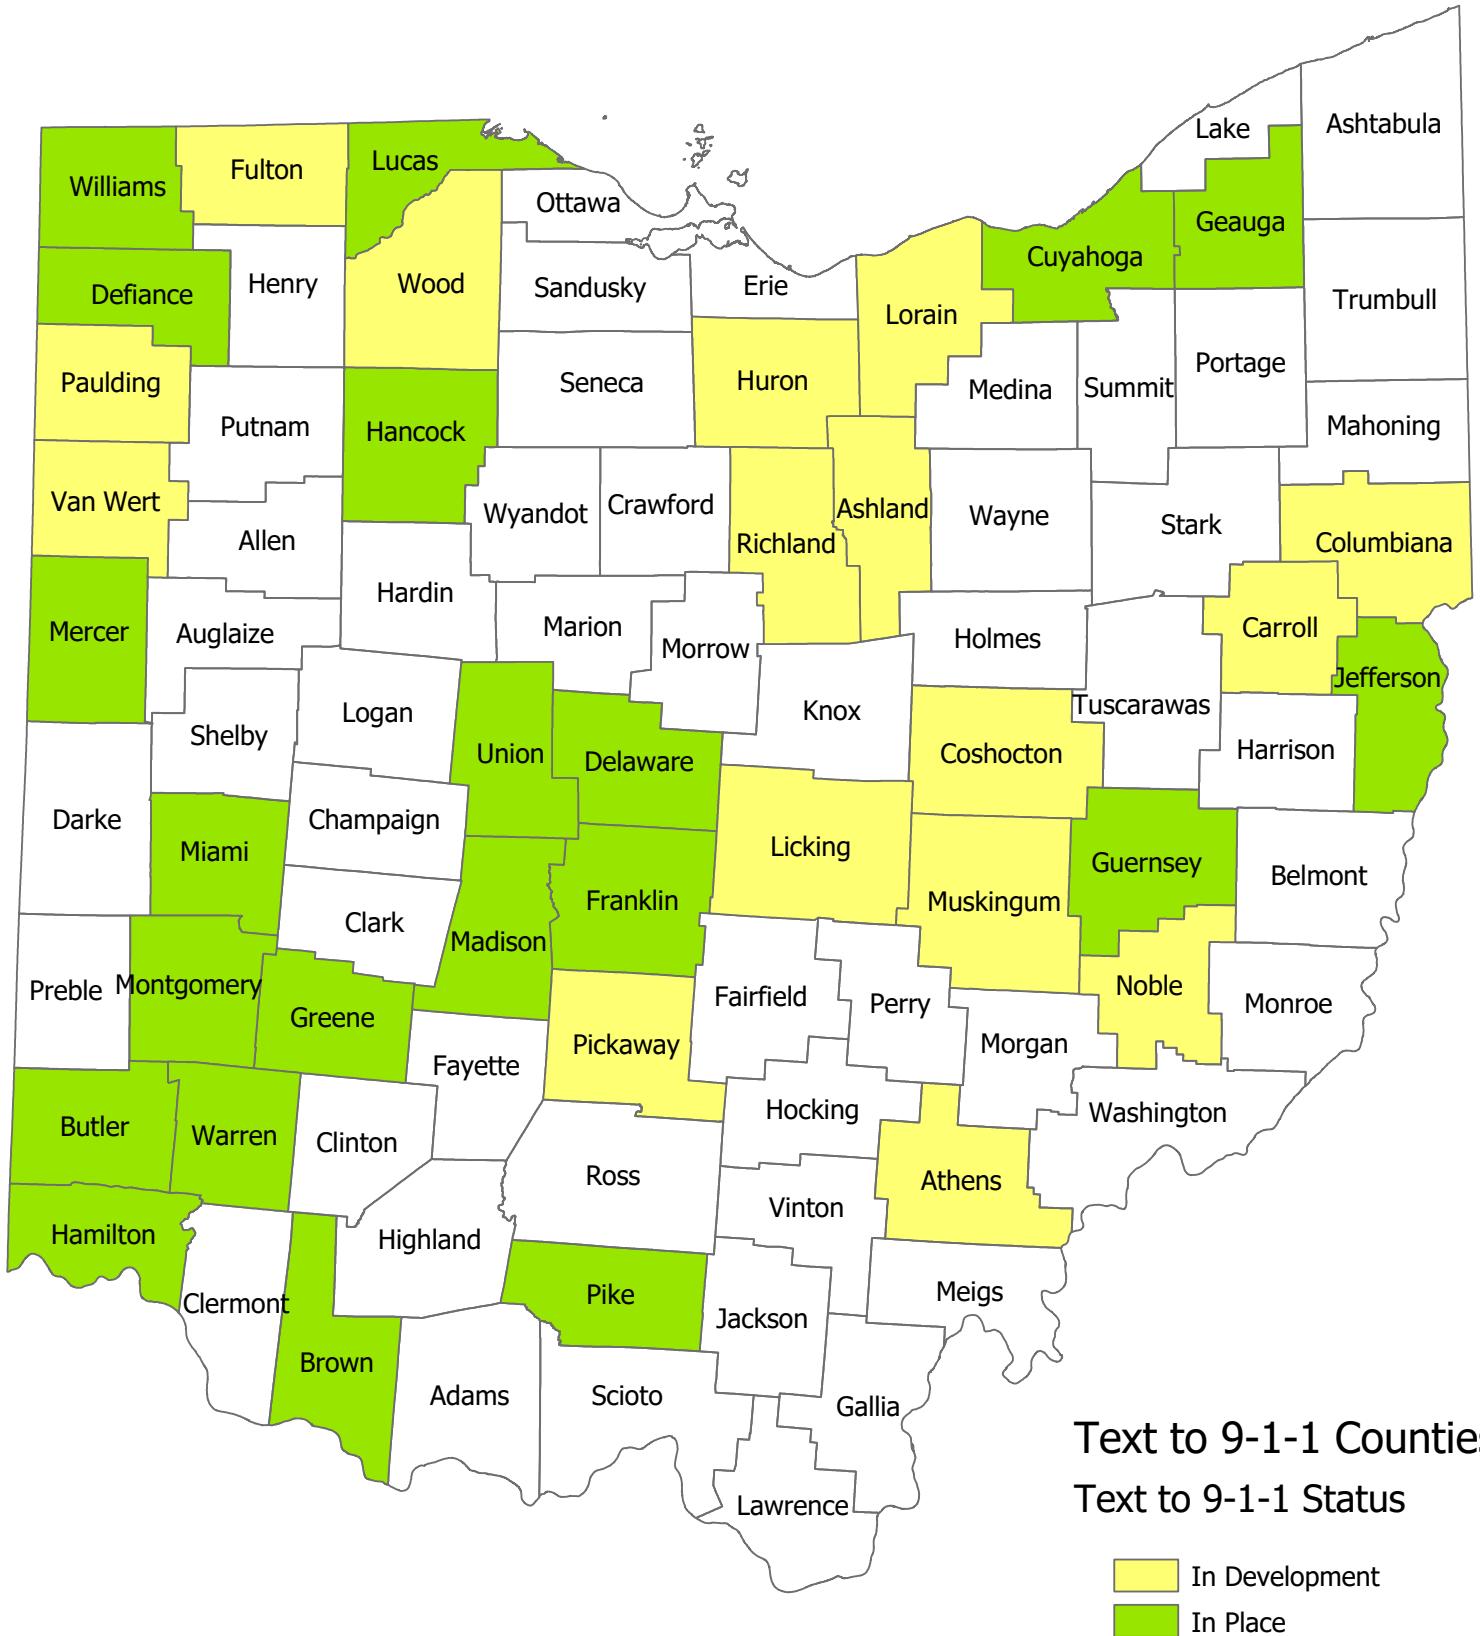 Lake
Ashtabula
Williams
Fulton
Lucas
Ottawa
Geauga
Cuyahoga
Defiance
Henry
Wood
Sandusky
Erie
Lorain
Trumbull
Paulding
Seneca
Huron
Medina
Summit
Portage
Putnam
Hancock
Mahoning
Van Wert
Allen
Wyandot
Crawford
Richland
Ashland
Wayne
Stark
Columbiana
Mercer
Auglaize
Hardin
Marion
Morrow
Holmes
Carroll
Jefferson
Shelby
Logan
Union
Delaware
Knox
Coshocton
Tuscarawas
Harrison
Darke
Miami
Champaign
Franklin
Licking
Muskingum
Guernsey
Belmont
Clark
Madison
Preble
Montgomery
Greene
Fayette
Pickaway
Fairfield
Perry
Morgan
Noble
Monroe
Butler
Warren
Clinton
Hocking
Washington
Ross
Vinton
Athens
Hamilton
Highland
Clermont
Pike
Jackson
Meigs
Brown
Adams
Scioto
Gallia
Lawrence
Text to 9-1-1 Counties
Text to 9-1-1 Status
In Development
In Place